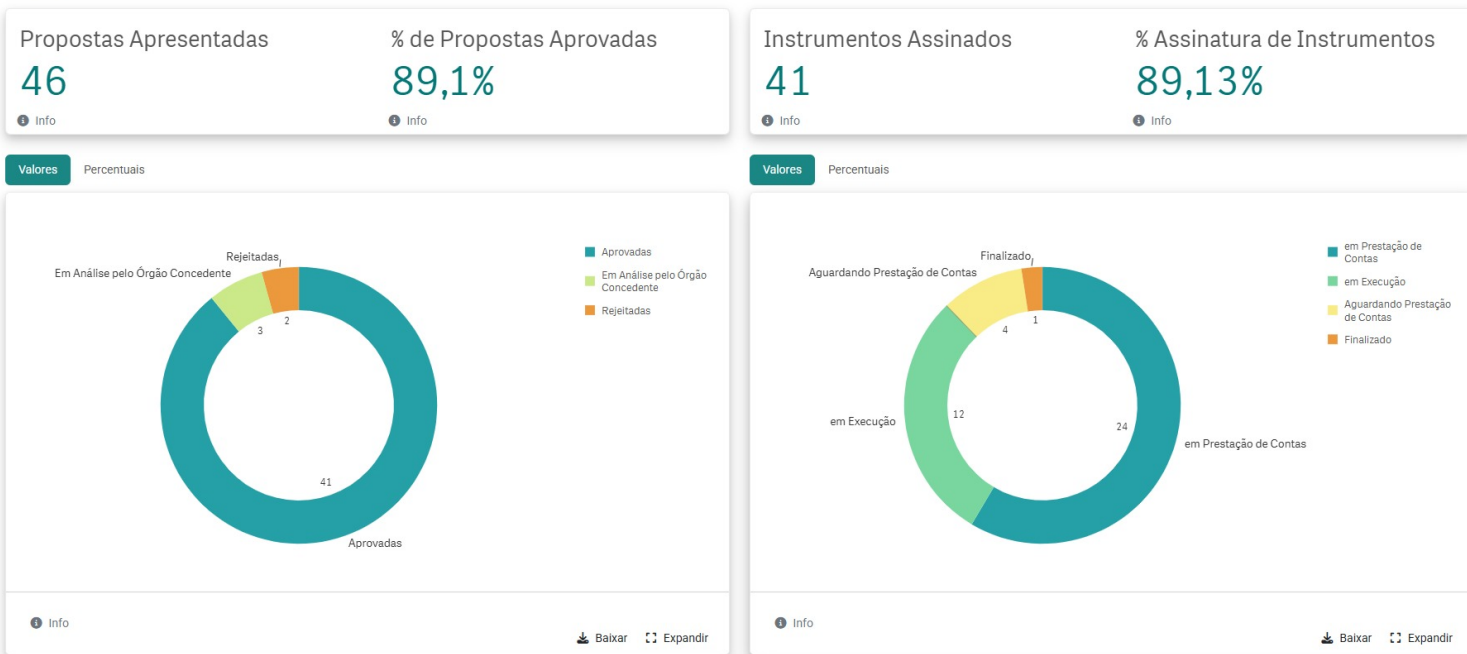 Propostas Apresentadas
46
Info
% de Propostas Aprovadas
89,1%
Info
Instrumentos Assinados
41
Info
% Assinatura de Instrumentos
89,13%
Info
Valores
Percentuais
Rejeitadas
Em Análise pelo Órgão Concedente
3
2
41
Aprovadas
Aprovadas
Em Análise pelo Órgão
Concedente
Rejeitadas
Info
Baixar
Expandir
Valores
Percentuais
Finalizado
Aguardando Prestação de Contas
4
1
em Execução
12
24
em Prestação de Contas
em Prestação de
Contas
em Execução
Aguardando Prestação
de Contas
Finalizado
Info
Baixar
Expandir